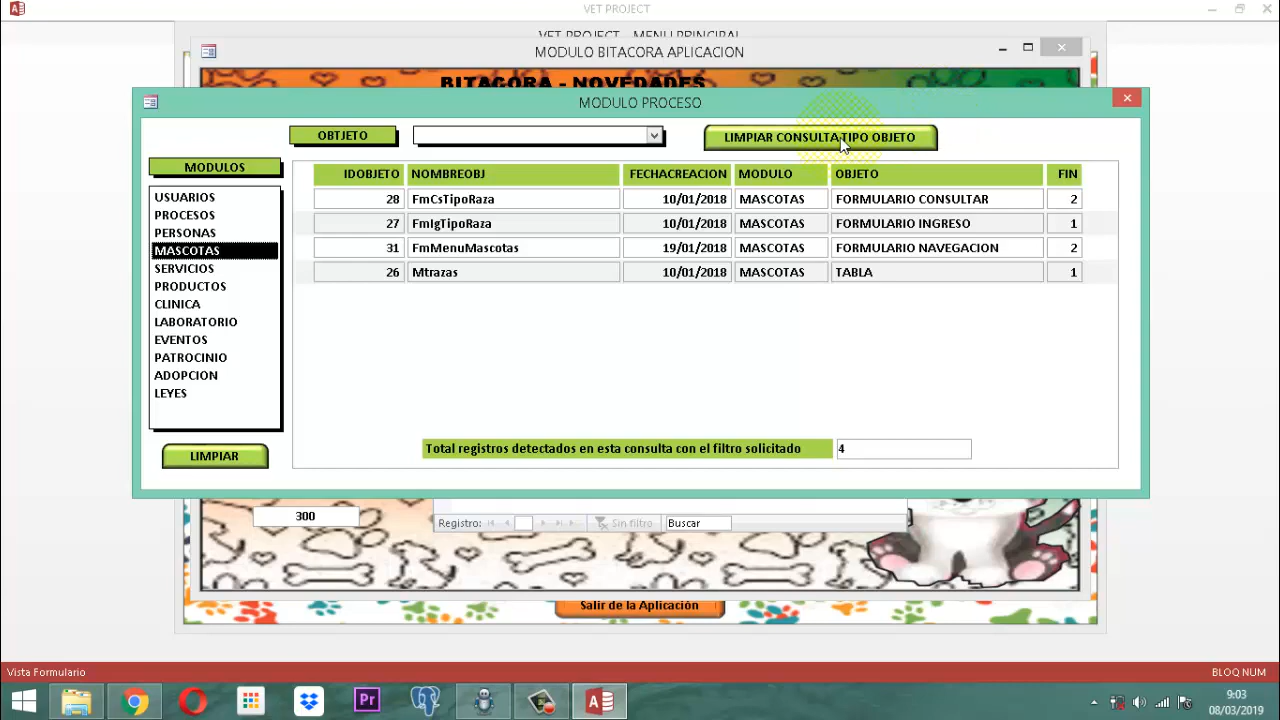 VET PROJECT
VET PROJECT - MENU PRINCIPAL
MODULO BITACORA APLICACION
BITAGORA - NOVEDADES
MODULO PROCESO
OBTJETO
LIMPIAR CONSULTA TIPO OBJETO
MODULOS
USUARIOS
PROCESOS
PERSONAS
MASCOTAS
SERVICIOS
PRODUCTOS
CLINICA
LABORATORIO
EVENTOS
PATROCINIO
ADOPCION
LEYES
LIMPIAR
IDOBJETO NOMBREOBJ FECHACREACION MODULO OBJETO FIN
28 FmCsTipoRaza 10/01/2018 MASCOTAS FORMULARIO CONSULTAR 2
27 FmIgTipoRaza 10/01/2018 MASCOTAS FORMULARIO INGRESO 1
31 FmMenuMascotas 19/01/2018 MASCOTAS FORMULARIO NAVEGACION 2
26 Mtrazas 10/01/2018 MASCOTAS TABLA 1
Total registros detectados en esta consulta con el filtro solicitado 4
300
Registro: Sin filtro Buscar
Salir de la Aplicación
Vista Formulario
BLOQ NUM
Pr
9:03
08/03/2019